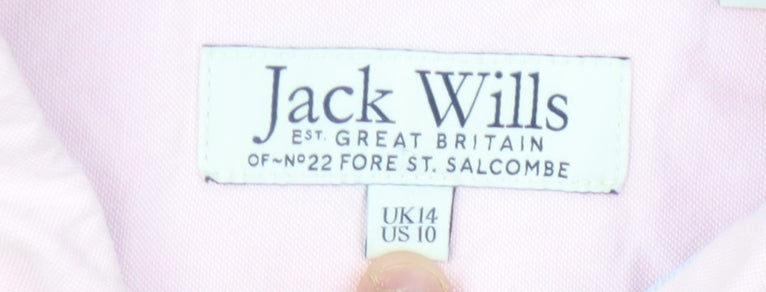 Jack Wills
EST. GREAT BRITAIN
OF~Nº22 FORE ST. SALCOMBE
UK14
US 10